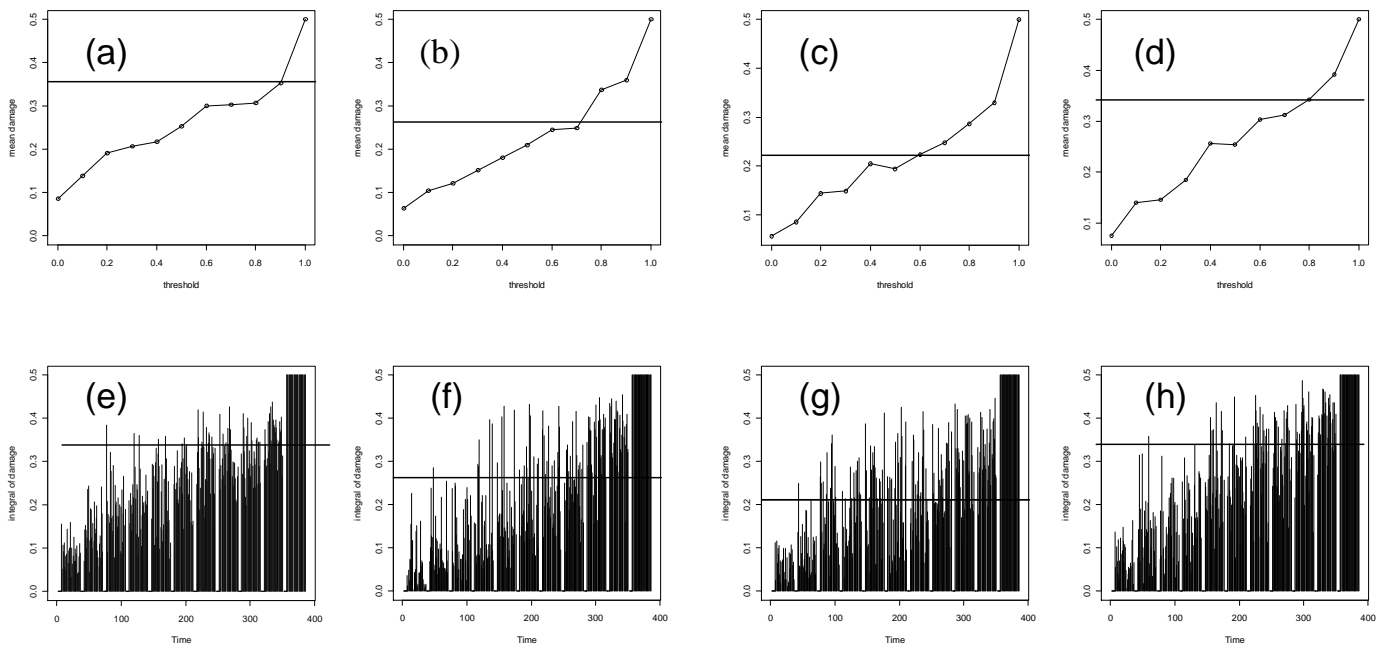 (a)
mean damage
0.0 0.1 0.2 0.3 0.4 0.5
0.0 0.2 0.4 0.6 0.8 1.0
threshold
(b)
mean damage
0.0 0.1 0.2 0.3 0.4 0.5
0.0 0.2 0.4 0.6 0.8 1.0
threshold
(c)
mean damage
0.1 0.2 0.3 0.4 0.5
0.0 0.2 0.4 0.6 0.8 1.0
threshold
(d)
mean damage
0.1 0.2 0.3 0.4 0.5
0.0 0.2 0.4 0.6 0.8 1.0
threshold
(e)
integral of damage
0.0 0.1 0.2 0.3 0.4 0.5
0 100 200 300 400
Time
(f)
integral of damage
0.0 0.1 0.2 0.3 0.4 0.5
0 100 200 300 400
Time
(g)
integral of damage
0.0 0.1 0.2 0.3 0.4 0.5
0 100 200 300 400
Time
(h)
integral of damage
0.0 0.1 0.2 0.3 0.4 0.5
0 100 200 300 400
Time